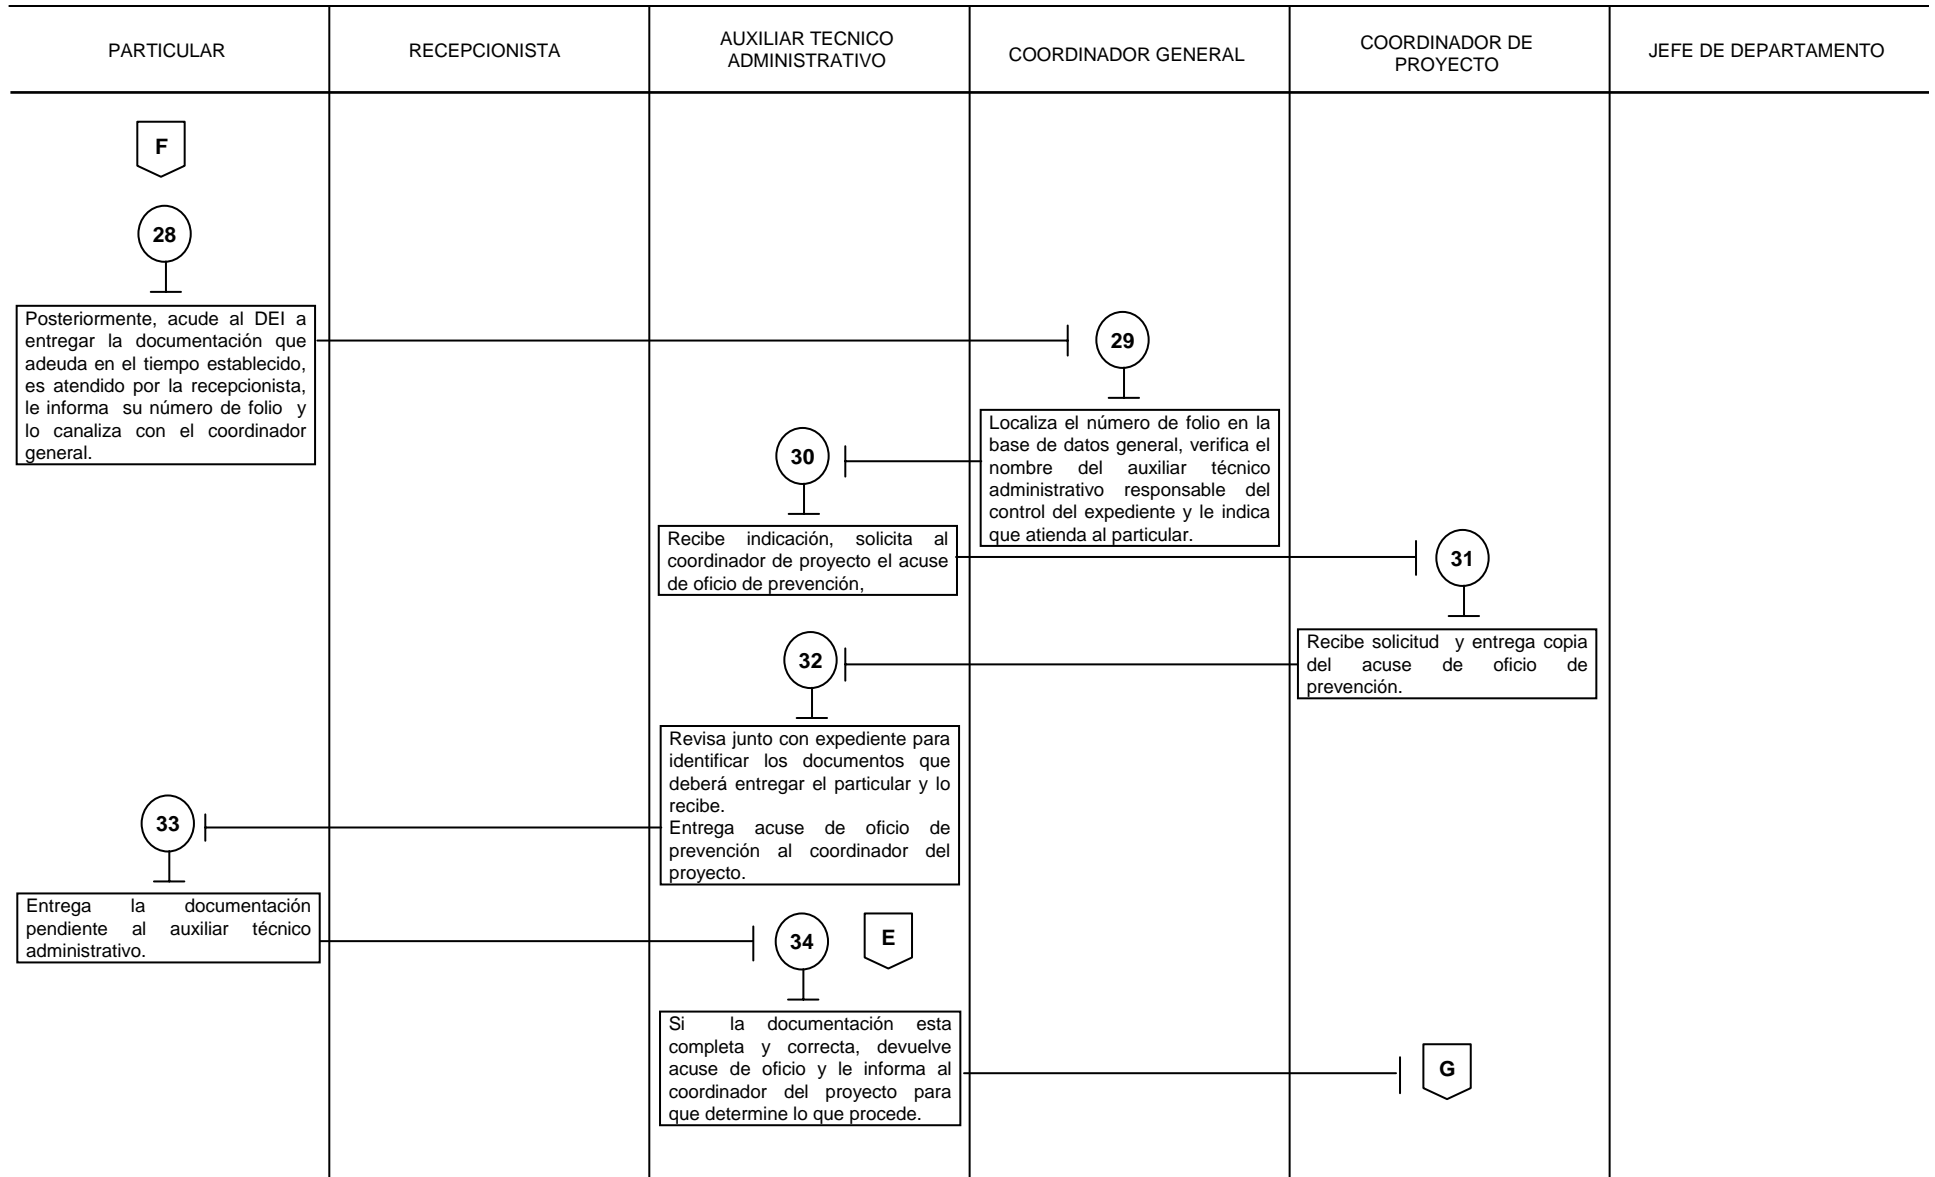 PARTICULAR
RECEPCIONISTA
AUXILIAR TECNICO
ADMINISTRATIVO
COORDINADOR GENERAL
COORDINADOR DE
PROYECTO
JEFE DE DEPARTAMENTO
F
28
Posteriormente, acude al DEI a
entregar la documentación que
adeuda en el tiempo establecido,
es atendido por la recepcionista,
le informa su número de folio y
lo canaliza con el coordinador
general.
29
Localiza el número de folio en la
base de datos general, verifica el
nombre del auxiliar técnico
administrativo responsable del
control del expediente y le indica
que atienda al particular.
30
Recibe indicación, solicita al
coordinador de proyecto el acuse
de oficio de prevención,
31
Recibe solicitud y entrega copia
del acuse de oficio de
prevención.
32
Revisa junto con expediente para
identificar los documentos que
deberá entregar el particular y lo
recibe.
Entrega acuse de oficio de
prevención al coordinador del
proyecto.
33
Entrega la documentación
pendiente al auxiliar técnico
administrativo.
34
E
Si la documentación esta
completa y correcta, devuelve
acuse de oficio y le informa al
coordinador del proyecto para
que determine lo que procede.
G